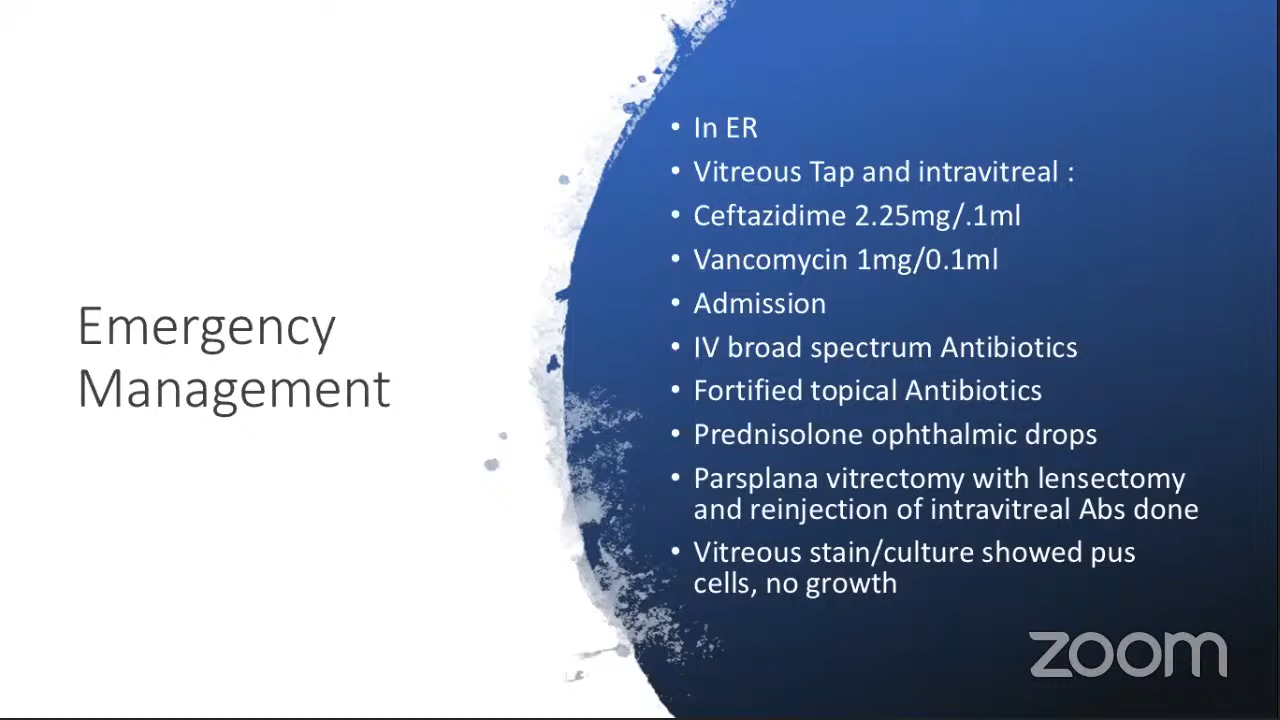 Emergency
Management
• In ER
• Vitreous Tap and intravitreal :
• Ceftazidime 2.25mg/.1ml
• Vancomycin 1mg/0.1ml
• Admission
• IV broad spectrum Antibiotics
• Fortified topical Antibiotics
• Prednisolone ophthalmic drops
• Parsplana vitrectomy with lensectomy
and reinjection of intravitreal Abs done
• Vitreous stain/culture showed pus
cells, no growth
zoom